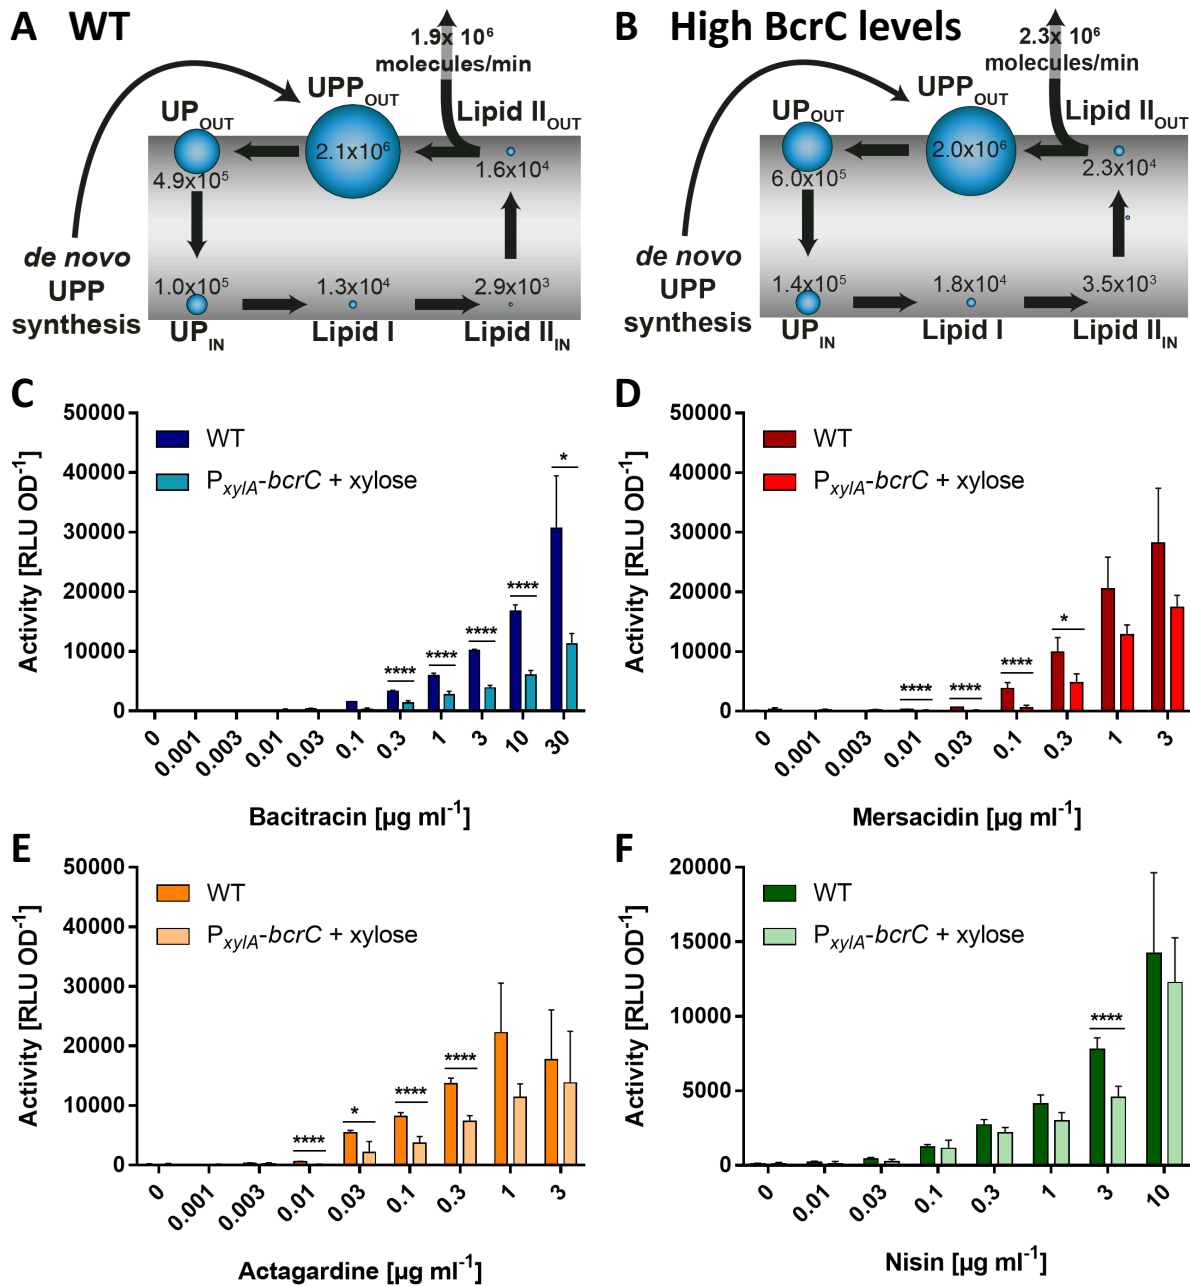 A WT
1.9x 10⁶
molecules/min
UPP_OUT
UP_OUT
Lipid II_OUT
2.1x10⁶
4.9x10⁵
1.6x10⁴
de novo
UPP
synthesis
1.0x10⁵
1.3x10⁴
2.9x10³
UP_IN
Lipid I
Lipid II_IN
B High BcrC levels
2.3x 10⁶
molecules/min
UPP_OUT
UP_OUT
Lipid II_OUT
2.0x10⁶
6.0x10⁵
2.3x10⁴
de novo
UPP
synthesis
1.4x10⁵
1.8x10⁴
3.5x10³
UP_IN
Lipid I
Lipid II_IN
C
50000
40000
30000
20000
10000
0
Activity [RLU OD⁻¹]
WT
P_xylA-bcrC + xylose
**** **** **** **** *
0 0.001 0.003 0.01 0.03 0.1 0.3 1 3 10 30
Bacitracin [µg ml⁻¹]
D
50000
40000
30000
20000
10000
0
Activity [RLU OD⁻¹]
WT
P_xylA-bcrC + xylose
**** **** **** *
0 0.001 0.003 0.01 0.03 0.1 0.3 1 3
Mersacidin [µg ml⁻¹]
E
50000
40000
30000
20000
10000
0
Activity [RLU OD⁻¹]
WT
P_xylA-bcrC + xylose
**** * **** ****
0 0.001 0.003 0.01 0.03 0.1 0.3 1 3
Actagardine [µg ml⁻¹]
F
20000
15000
10000
5000
0
Activity [RLU OD⁻¹]
WT
P_xylA-bcrC + xylose
****
0 0.01 0.03 0.1 0.3 1 3 10
Nisin [µg ml⁻¹]